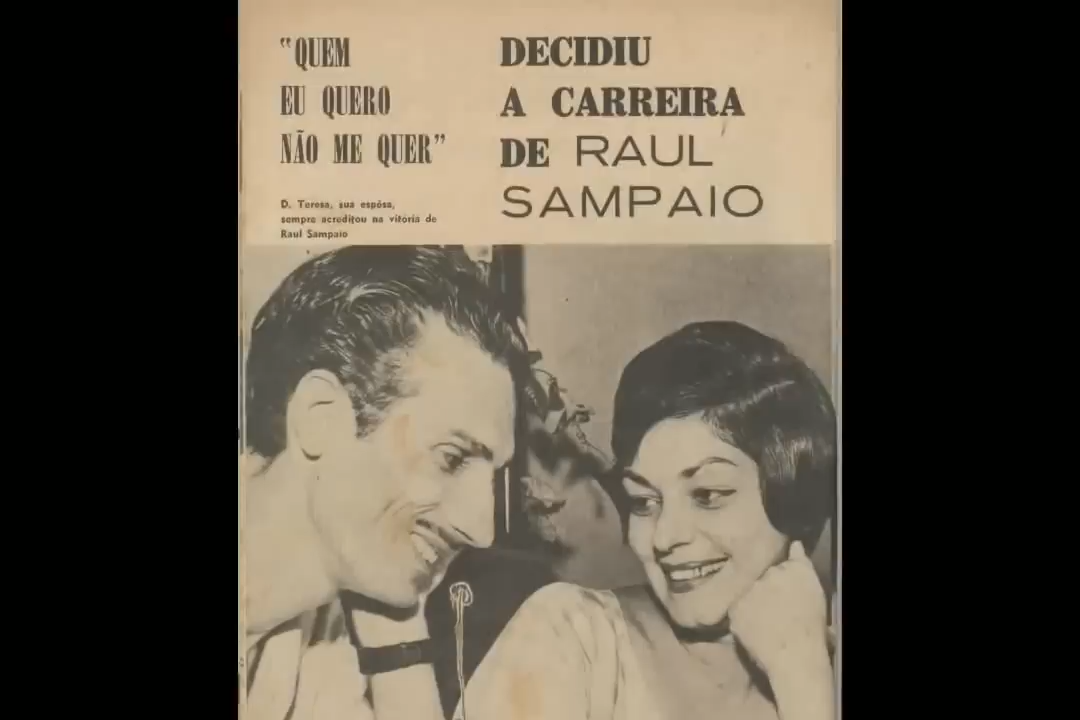 "QUEM
EU QUERO
NÃO ME QUER"
D. Teresa, sua espôsa,
sempre acreditou na vitória de
Raul Sampaio
DECIDIU
A CARREIRA
DE RAUL
SAMPAIO